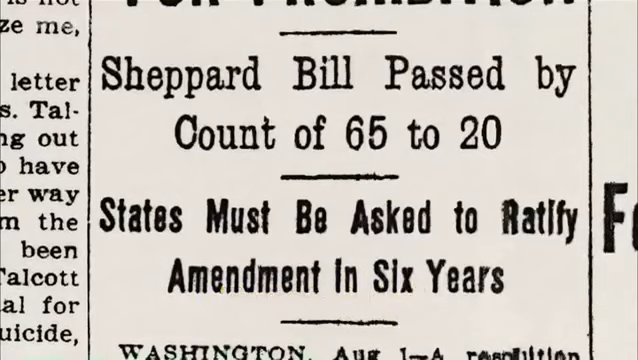 is not
ze me,
letter
s. Tal-
ng out
o have
er way
m the
been
Talcott
al for
uicide,
FOR PROHIBITION
Sheppard Bill Passed by
Count of 65 to 20
States Must Be Asked to Ratify
Amendment in Six Years
WASHINGTON, Aug 1—A resolution